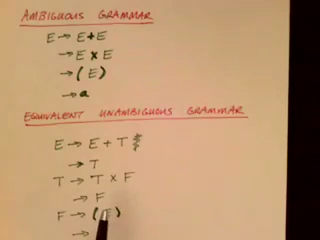 AMBIGUOUS GRAMMAR
E → E + E
→ E x E
→ ( E )
→ a
EQUIVALENT UNAMBIGUOUS GRAMMAR
E → E + T
→ T
T → T x F
→ F
F → ( E )
→